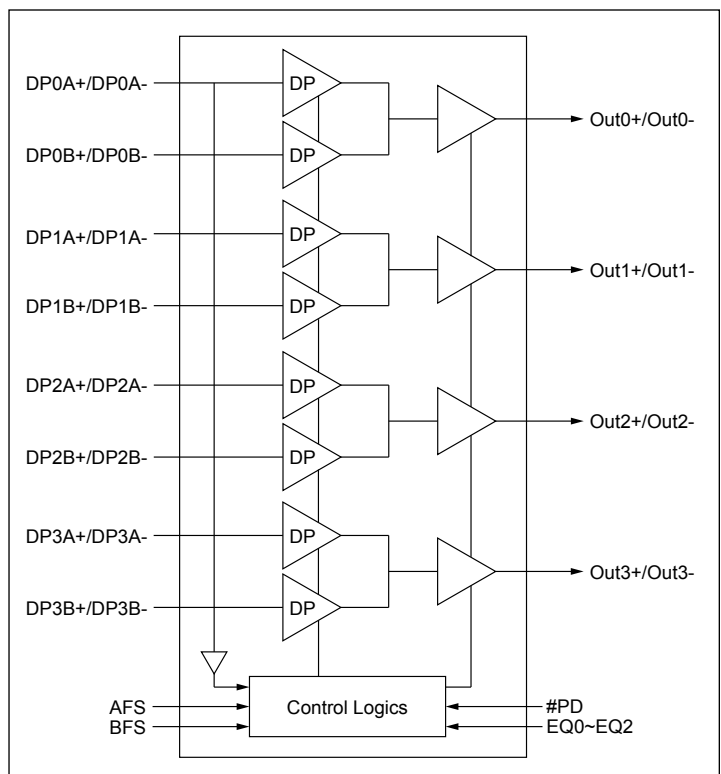 DP0A+/DP0A- DP Out0+/Out0-
DP0B+/DP0B- DP
DP1A+/DP1A- DP Out1+/Out1-
DP1B+/DP1B- DP
DP2A+/DP2A- DP Out2+/Out2-
DP2B+/DP2B- DP
DP3A+/DP3A- DP Out3+/Out3-
DP3B+/DP3B- DP
AFS Control Logics #PD
BFS EQ0~EQ2